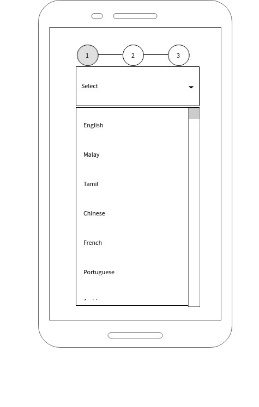 1 2 3
Select
English
Malay
Tamil
Chinese
French
Portuguese